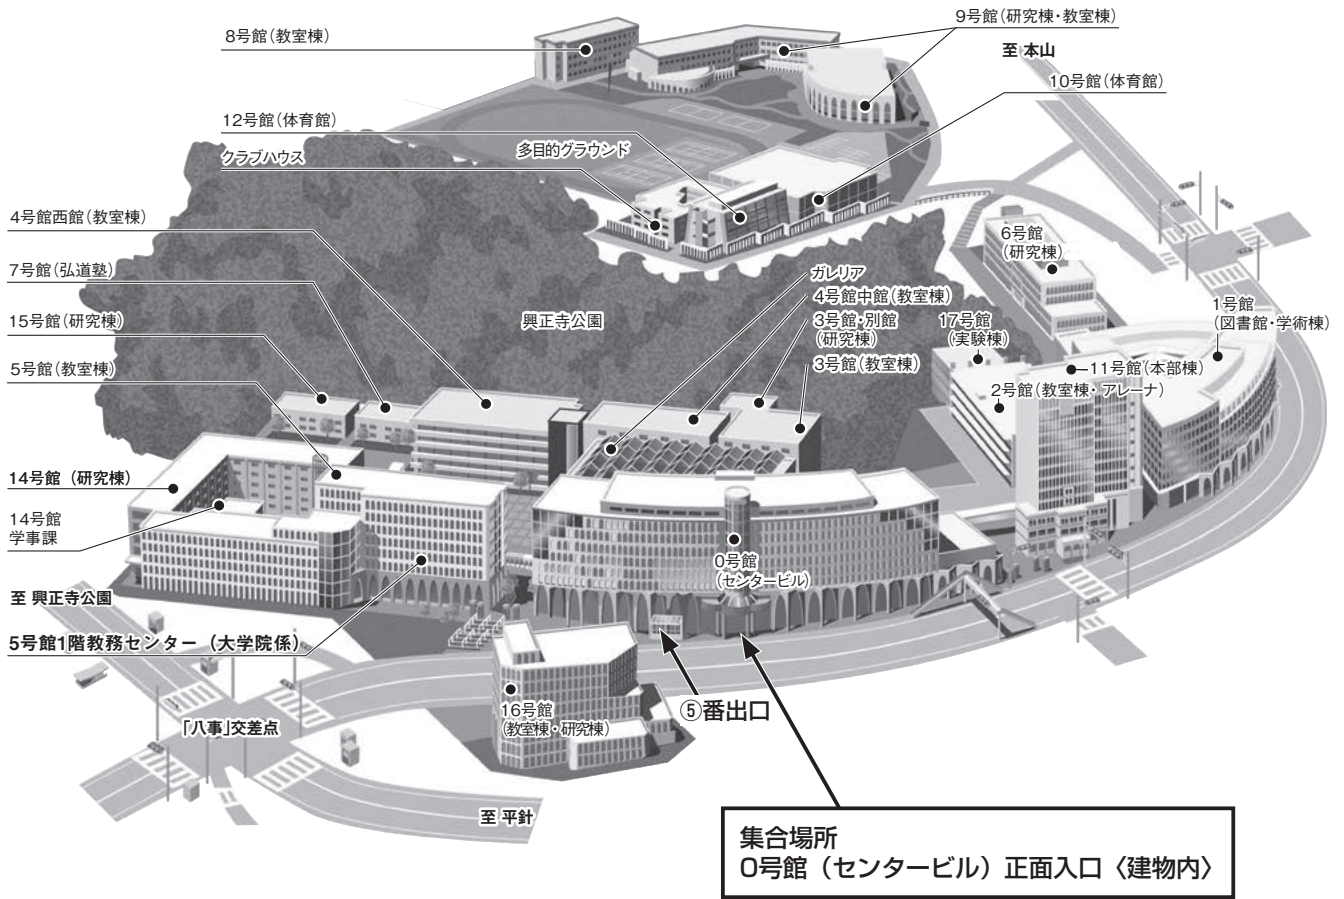 8号館(教室棟)
9号館(研究棟・教室棟)
至 本山
10号館(体育館)
12号館(体育館)
クラブハウス
多目的グラウンド
4号館西館(教室棟)
7号館(弘道塾)
15号館(研究棟)
5号館(教室棟)
興正寺公園
ガレリア
4号館中館(教室棟)
3号館・別館
(研究棟)
3号館(教室棟)
6号館
(研究棟)
17号館
(実験棟)
1号館
(図書館・学術棟)
11号館(本部棟)
2号館(教室棟・アレーナ)
14号館 (研究棟)
14号館
学事課
0号館
(センタービル)
至 興正寺公園
5号館1階教務センター (大学院係)
16号館
(教室棟・研究棟)
⑤番出口
「八事」交差点
至 平針
集合場所
0号館（センタービル）正面入口〈建物内〉